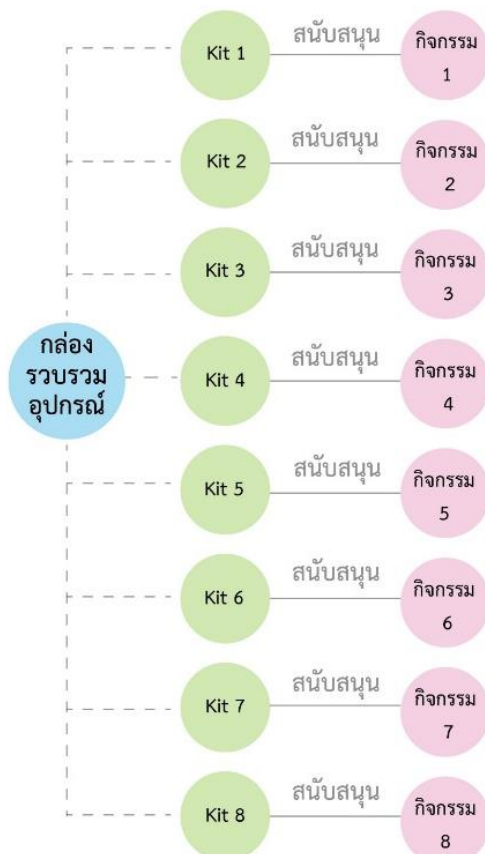 Kit 1
สนับสนุน
กิจกรรม
1
Kit 2
สนับสนุน
กิจกรรม
2
Kit 3
สนับสนุน
กิจกรรม
3
กล่อง
รวบรวม
อุปกรณ์
Kit 4
สนับสนุน
กิจกรรม
4
Kit 5
สนับสนุน
กิจกรรม
5
Kit 6
สนับสนุน
กิจกรรม
6
Kit 7
สนับสนุน
กิจกรรม
7
Kit 8
สนับสนุน
กิจกรรม
8